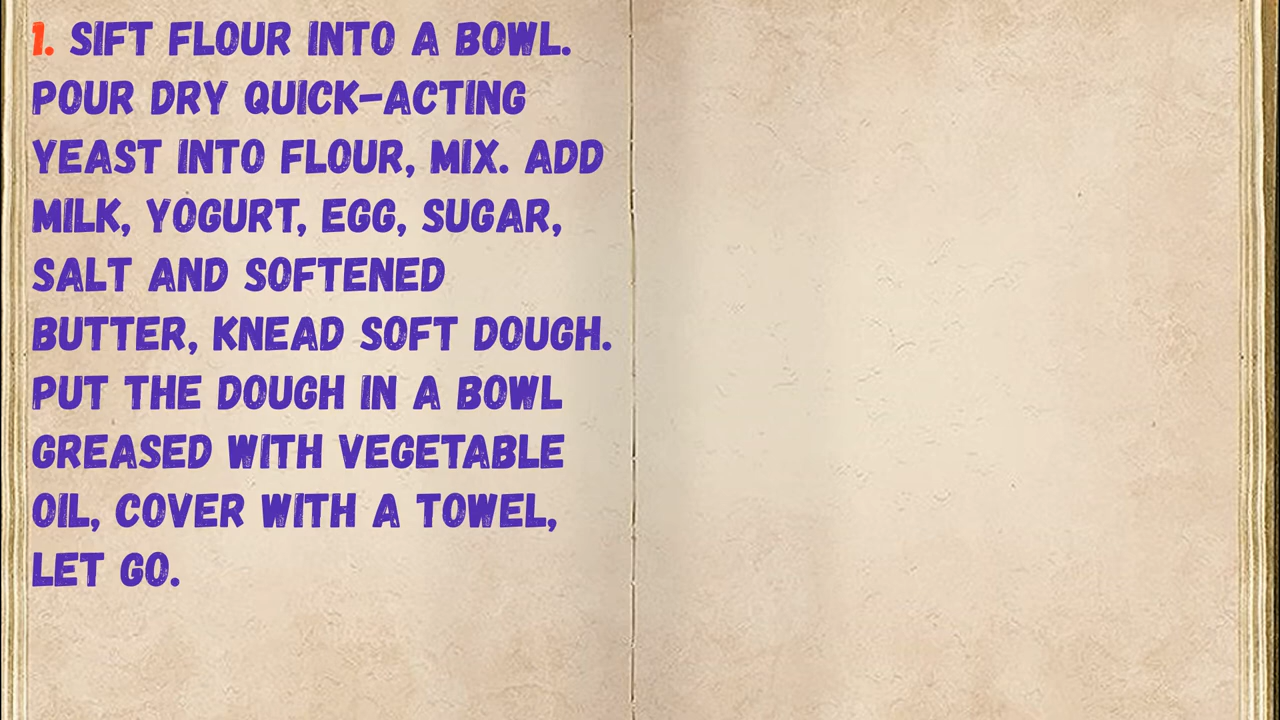 1. SIFT FLOUR INTO A BOWL.
POUR DRY QUICK-ACTING
YEAST INTO FLOUR, MIX. ADD
MILK, YOGURT, EGG, SUGAR,
SALT AND SOFTENED
BUTTER, KNEAD SOFT DOUGH.
PUT THE DOUGH IN A BOWL
GREASED WITH VEGETABLE
OIL, COVER WITH A TOWEL,
LET GO.